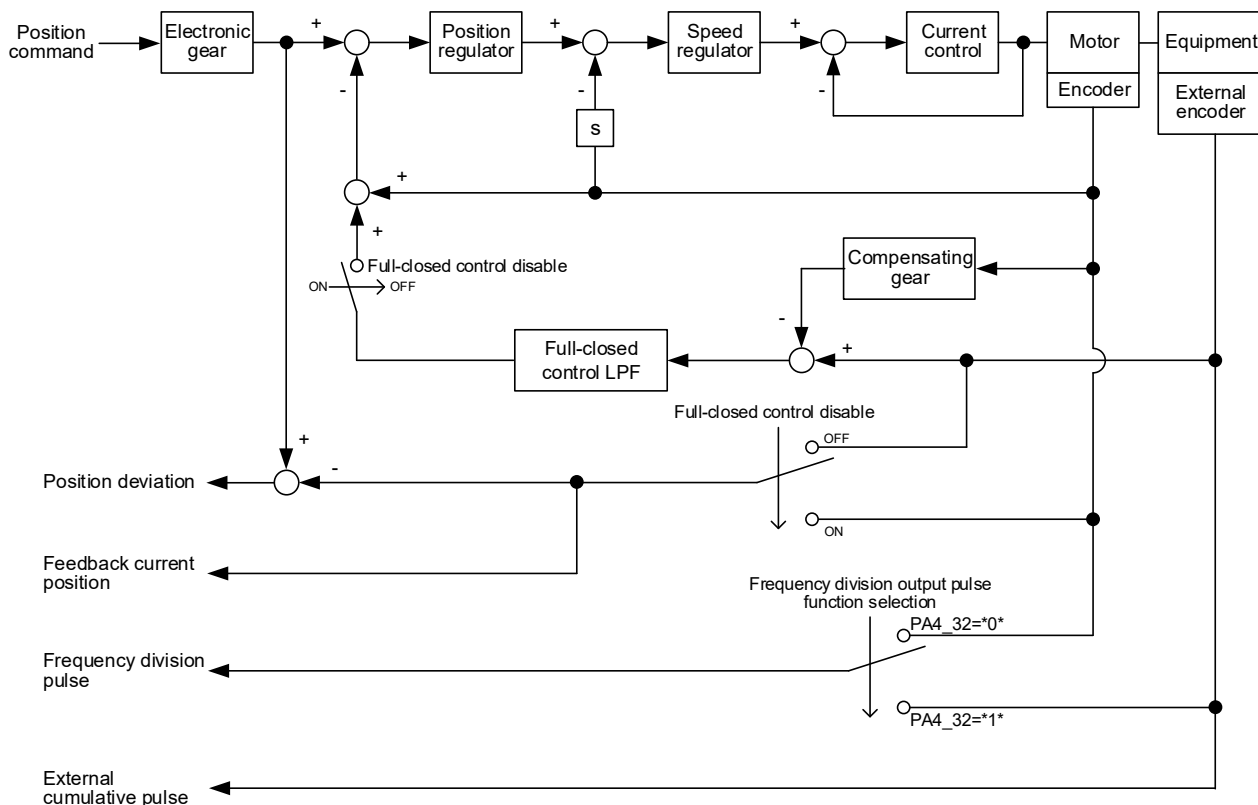 Position
command
Electronic
gear
+
-
Position
regulator
+
-
s
Speed
regulator
+
-
Current
control
Motor
Encoder
Equipment
External
encoder
+
+
Full-closed control disable
ON
OFF
Compensating
gear
-
+
Full-closed
control LPF
Full-closed control disable
OFF
ON
+
-
Position deviation
Feedback current
position
Frequency division output pulse
function selection
PA4_32=*0*
PA4_32=*1*
Frequency division
pulse
External
cumulative pulse